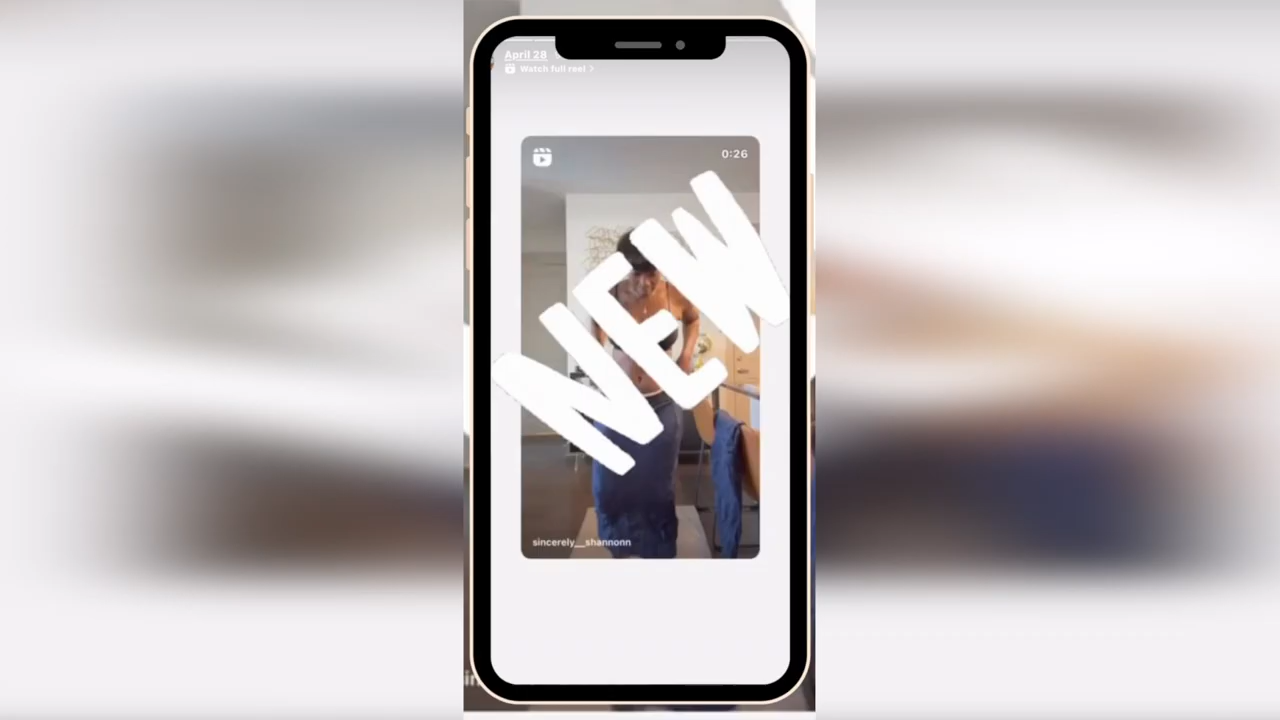 April 28
Watch full reel >
0:26
NEW
sincerely__shannonn